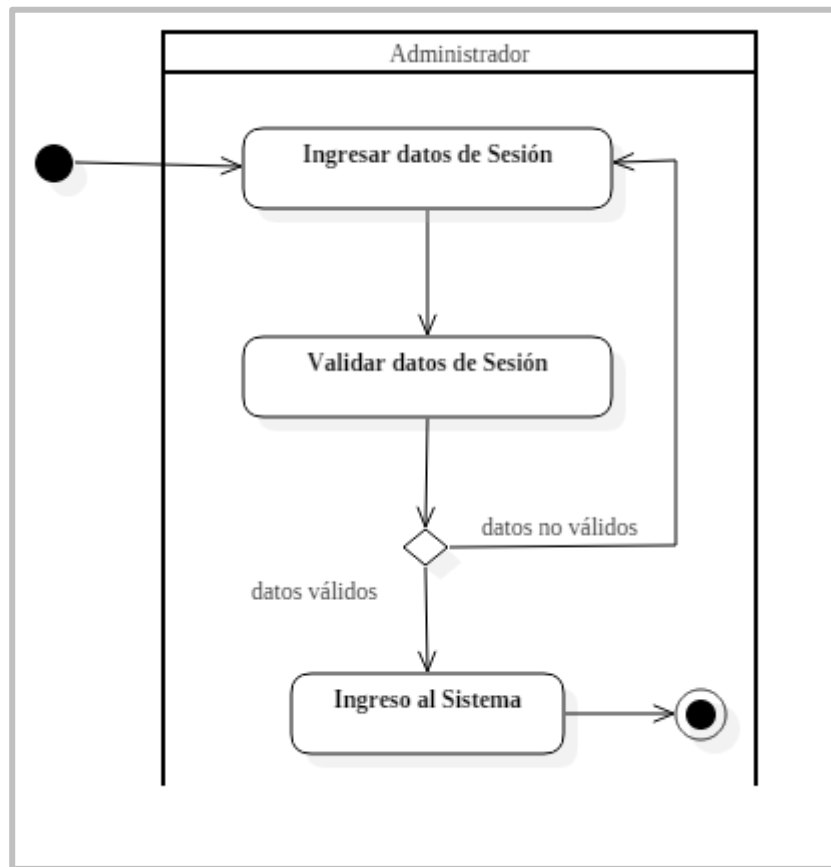 Administrador
Ingresar datos de Sesión
Validar datos de Sesión
datos no válidos
datos válidos
Ingreso al Sistema